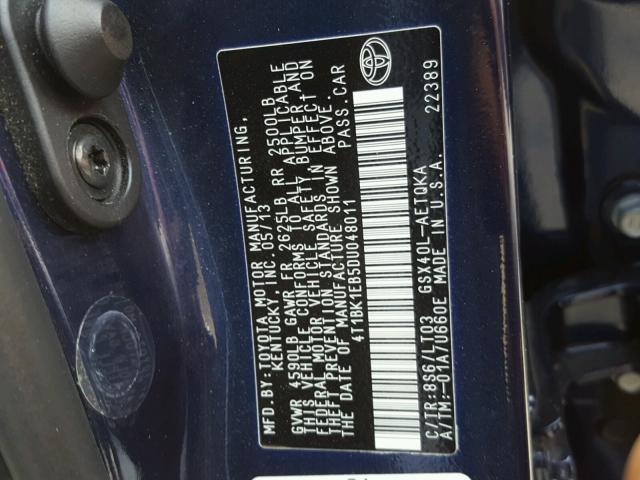 MFD.BY:TOYOTA MOTOR MANUFACTURING,
KENTUCKY, INC. 05/13
GVWR 4590LB GAWR FR 2625LB RR 2500LB
THIS VEHICLE CONFORMS TO ALL APPLICABLE
FEDERAL MOTOR VEHICLE SAFETY, BUMPER, AND
THEFT PREVENTION STANDARDS IN EFFECT ON
THE DATE OF MANUFACTURE SHOWN ABOVE.
4T1BK1EB5DU048011 PASS.CAR
C/TR:8S6/LT03 GSX40L-AETQKA 22389
A/TM:-01A/U660E MADE IN U.S.A.